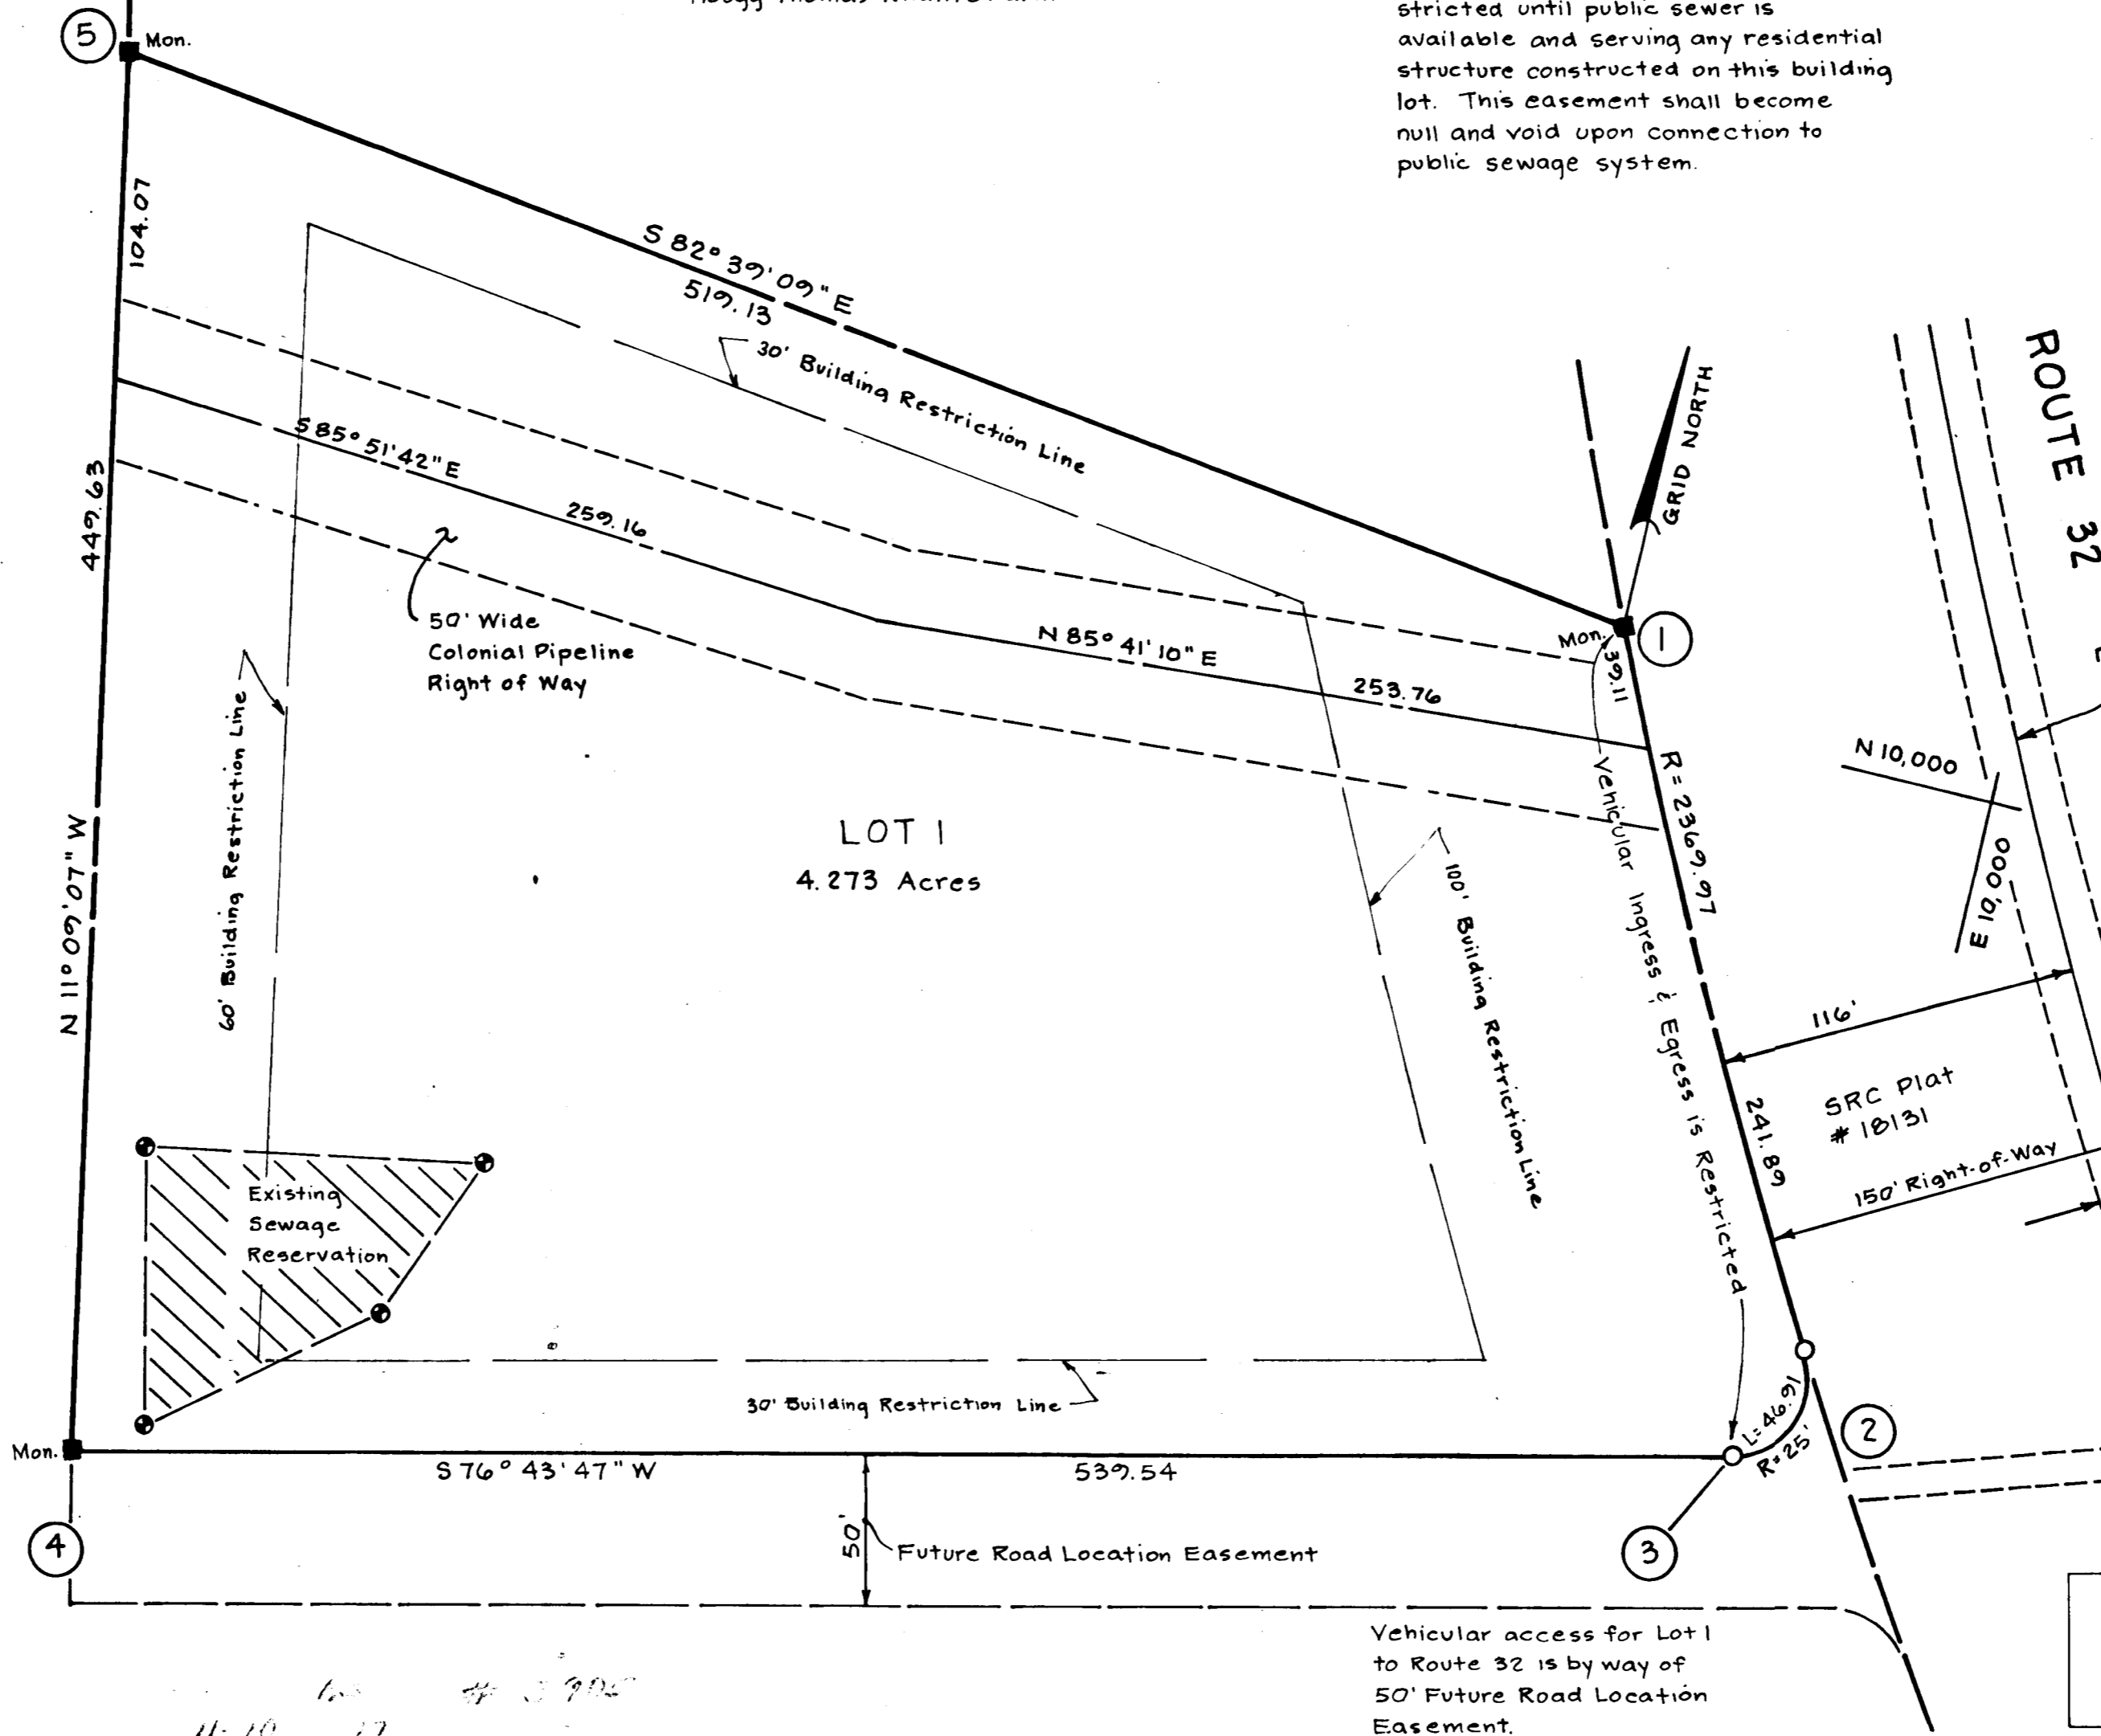 stricted until public sewer is
available and serving any residential
structure constructed on this building
lot. This easement shall become
null and void upon connection to
public sewage system.
5
Mon.
104.07
S 82° 39' 09" E
519.13
30' Building Restriction Line
GRID NORTH
ROUTE 32
S 85° 51' 42" E
259.16
449.63
N 11° 09' 07" W
50' Wide
Colonial Pipeline
Right of Way
N 85° 41' 10" E
253.76
Mon.
1
39.11
R = 2369.97
N 10,000
E 10,000
60' Building Restriction Line
LOT 1
4.273 Acres
100' Building Restriction Line
Vehicular Ingress & Egress is Restricted
116'
SRC Plat
# 18131
241.89
150' Right-of-Way
Existing
Sewage
Reservation
30' Building Restriction Line
L= 46.91
R= 25'
2
Mon.
S 76° 43' 47" W
539.54
4
50'
Future Road Location Easement
3
Vehicular access for Lot 1
to Route 32 is by way of
50' Future Road Location
Easement.